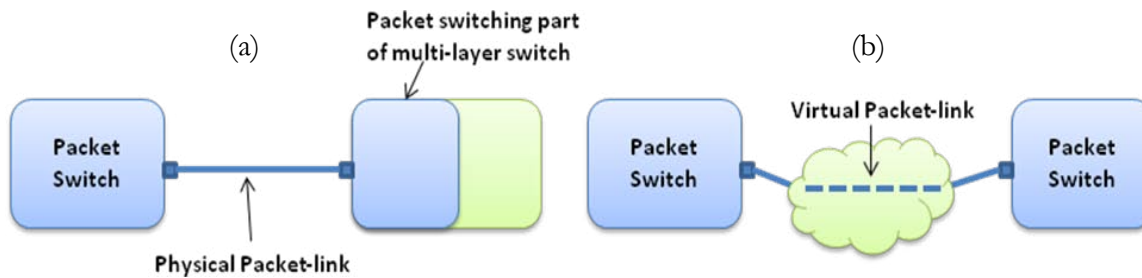 (a)
Packet switching part
of multi-layer switch
Packet
Switch
Physical Packet-link
(b)
Virtual Packet-link
Packet
Switch
Packet
Switch